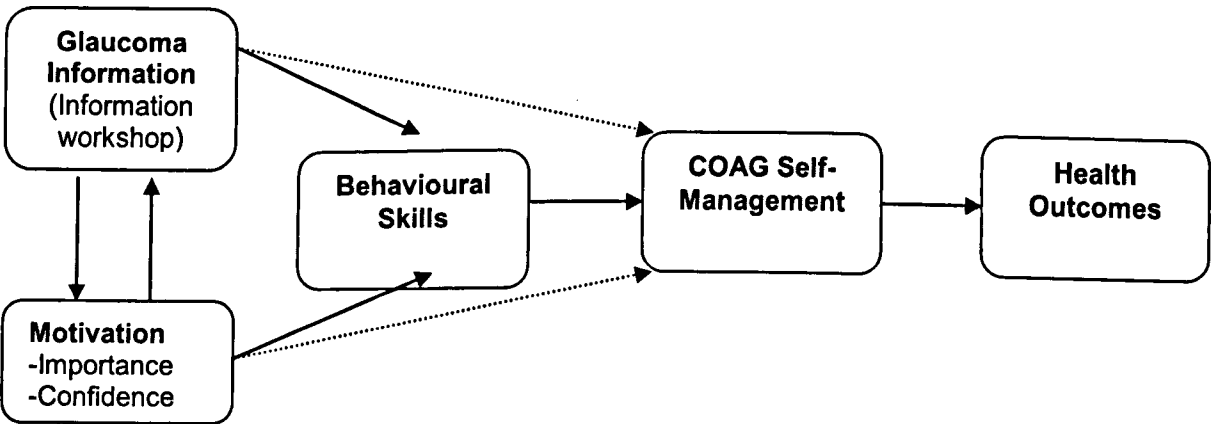 Glaucoma
Information
(Information
workshop)
Behavioural
Skills
COAG Self-
Management
Health
Outcomes
Motivation
-Importance
-Confidence